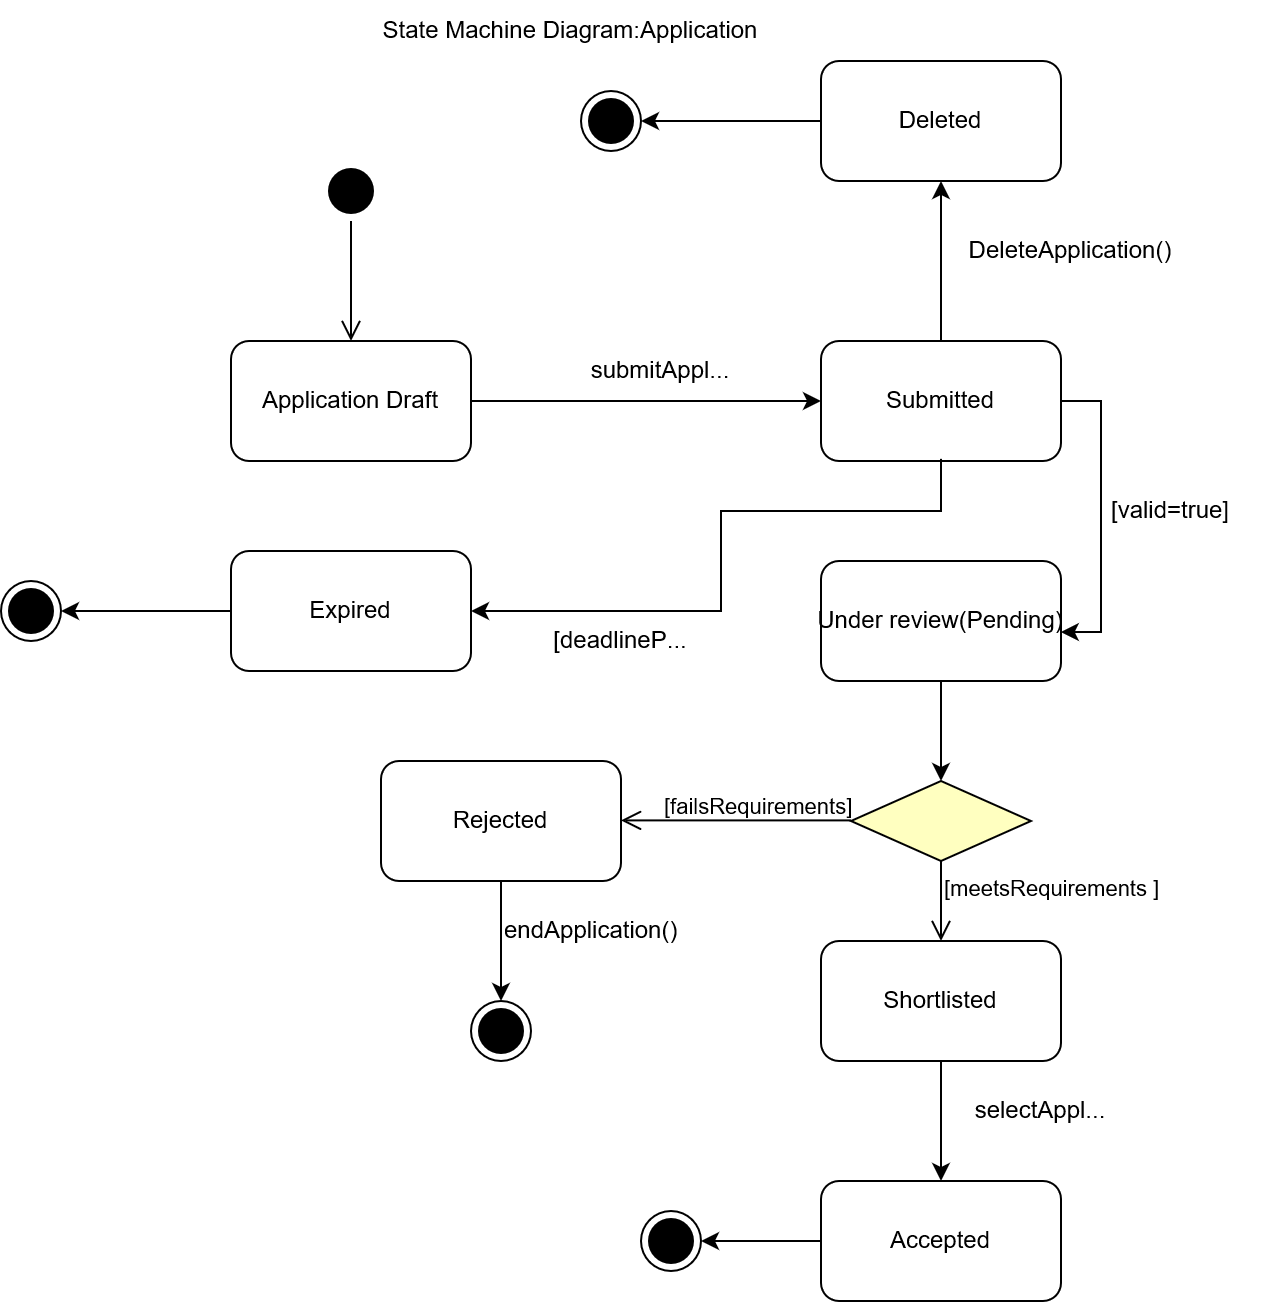 State Machine Diagram:Application
Deleted
DeleteApplication()
Application Draft
submitAppl...
Submitted
[valid=true]
Expired
[deadlineP...
Under review(Pending)
Rejected
[failsRequirements]
[meetsRequirements ]
endApplication()
Shortlisted
selectAppl...
Accepted